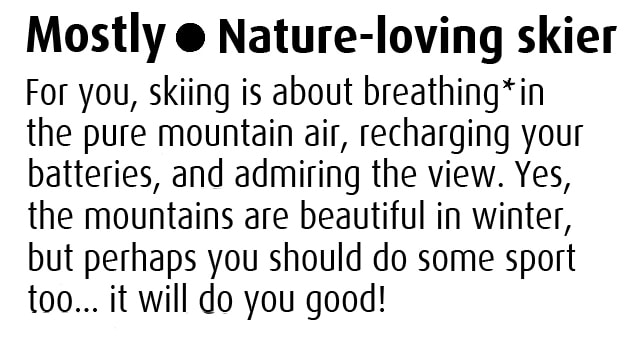 Mostly ● Nature-loving skier
For you, skiing is about breathing* in
the pure mountain air, recharging your
batteries, and admiring the view. Yes,
the mountains are beautiful in winter,
but perhaps you should do some sport
too... it will do you good!